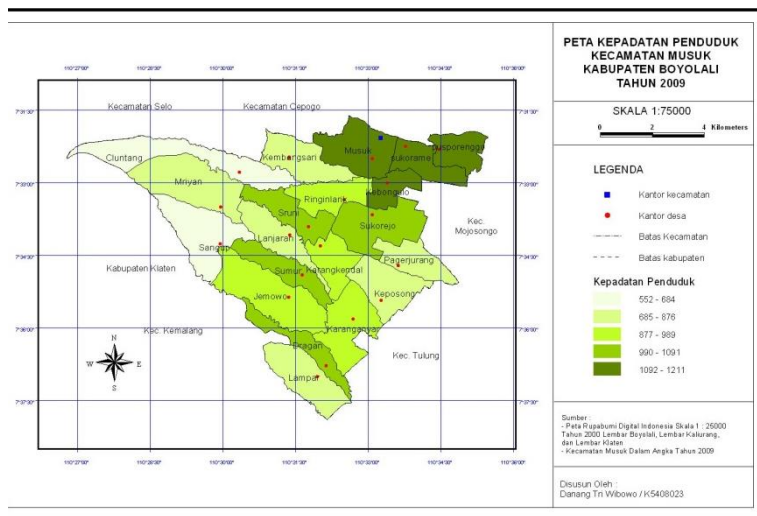 PETA KEPADATAN PENDUDUK
KECAMATAN MUSUK
KABUPATEN BOYOLALI
TAHUN 2009
SKALA 1:75000
0 2 4 Kilometers
LEGENDA
Kantor kecamatan
Kantor desa
Batas Kecamatan
Batas kabupaten
Kepadatan Penduduk
552 - 684
685 - 876
877 - 989
990 - 1091
1092 - 1211
Sumber :
- Peta Rupabumi Digital Indonesia Skala 1 : 25000
Tahun 2000 Lembar Boyolali, Lembar Kaliurang,
dan Lembar Klaten
- Kecamatan Musuk Dalam Angka Tahun 2009
Disusun Oleh :
Danang Tri Wibowo / K5408023
Kecamatan Selo
Kecamatan Cepogo
Cluntang
Kembangsari
Musuk
sukorame
pusporenggo
Mriyan
Ringinlarik
Kebongulo
Sruni
Sukorejo
Kec.
Mojosongo
Lanjaran
Sangup
Pagerjurang
Kabupaten Klaten
Sumur
Karangkendal
Jemowo
Keposong
Karanganyar
Kec. Kemalang
Dragan
Kec. Tulung
Lampar
N
W
E
S